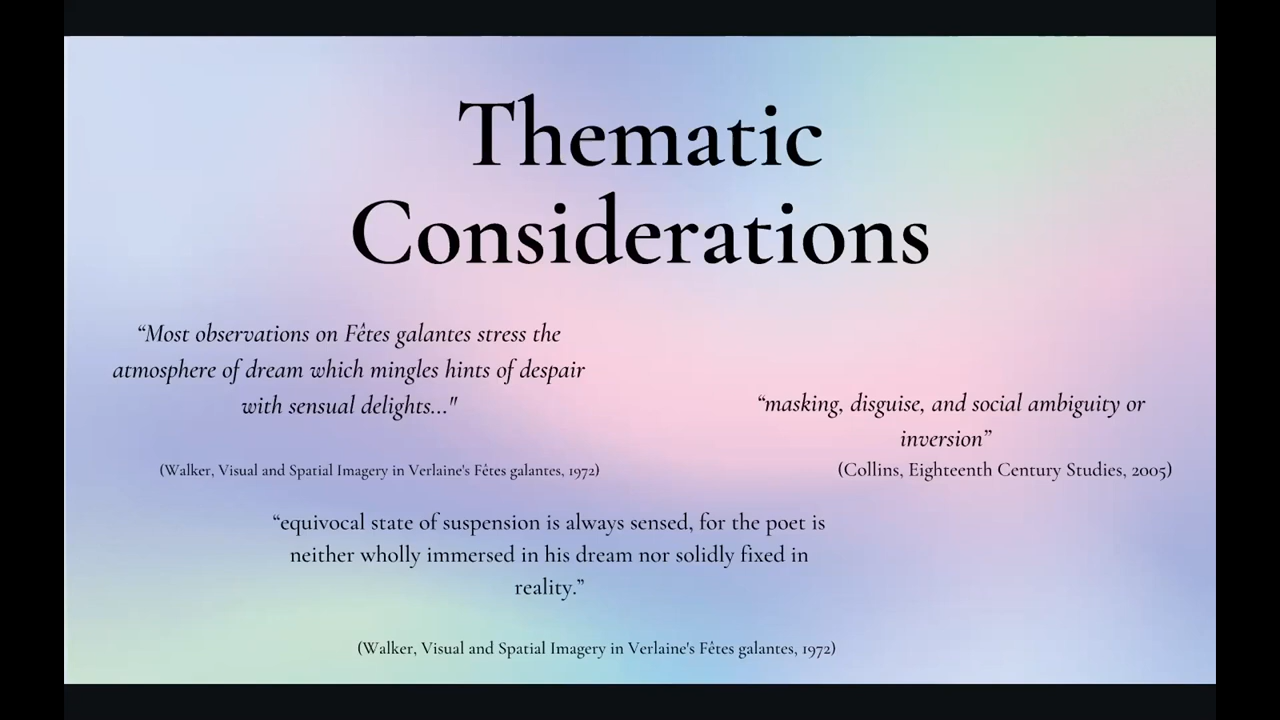 Thematic
Considerations
“Most observations on Fêtes galantes stress the
atmosphere of dream which mingles hints of despair
with sensual delights..."
(Walker, Visual and Spatial Imagery in Verlaine's Fêtes galantes, 1972)
“masking, disguise, and social ambiguity or
inversion”
(Collins, Eighteenth Century Studies, 2005)
“equivocal state of suspension is always sensed, for the poet is
neither wholly immersed in his dream nor solidly fixed in
reality.”
(Walker, Visual and Spatial Imagery in Verlaine's Fêtes galantes, 1972)